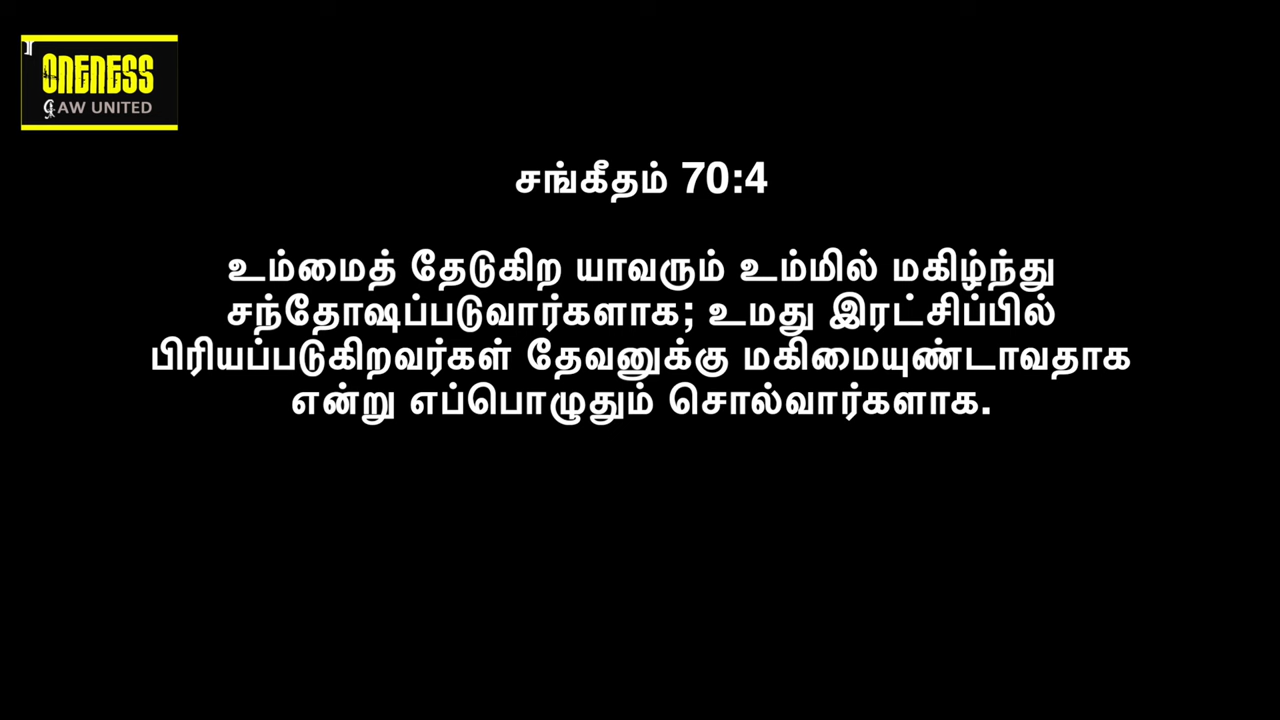 ONENESS
GAW UNITED
சங்கீதம் 70:4
உம்மைத் தேடுகிற யாவரும் உம்மில் மகிழ்ந்து
சந்தோஷப்படுவார்களாக; உமது இரட்சிப்பில்
பிரியப்படுகிறவர்கள் தேவனுக்கு மகிமையுண்டாவதாக
என்று எப்பொழுதும் சொல்வார்களாக.